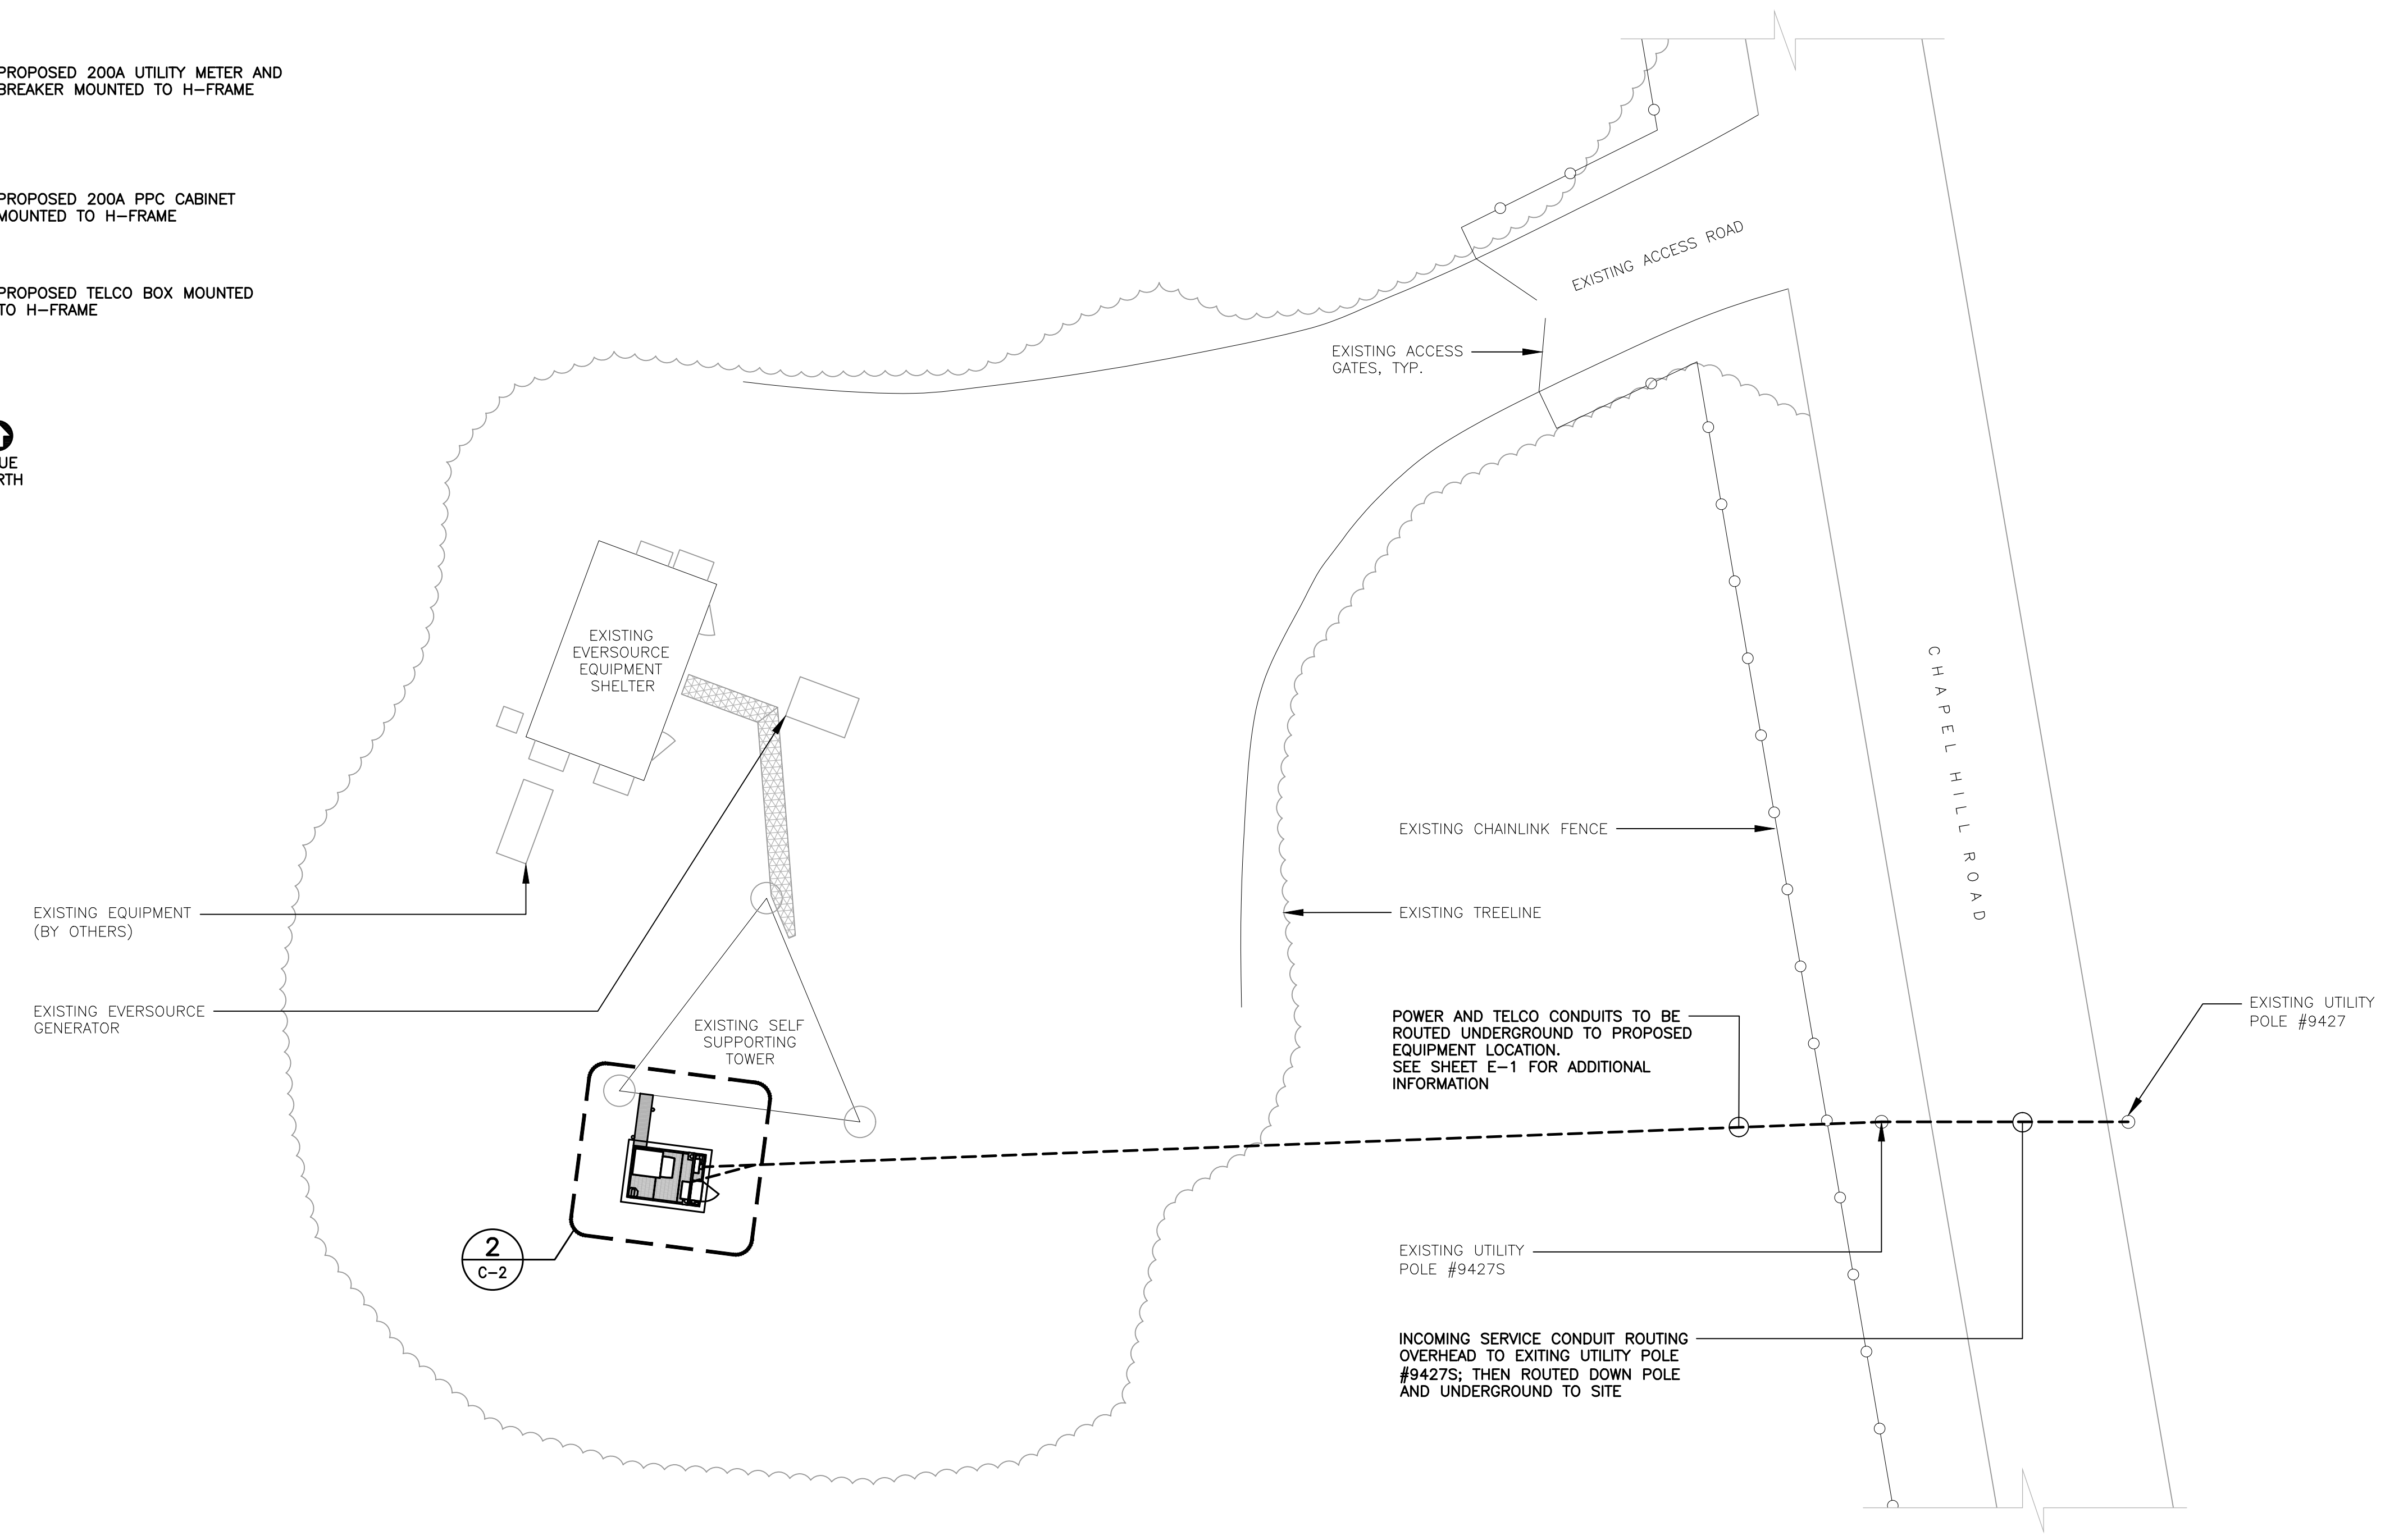 PROPOSED 200A UTILITY METER AND
BREAKER MOUNTED TO H-FRAME
PROPOSED 200A PPC CABINET
MOUNTED TO H-FRAME
PROPOSED TELCO BOX MOUNTED
TO H-FRAME
UE
RTH
EXISTING ACCESS ROAD
EXISTING ACCESS
GATES, TYP.
EXISTING
EVERSOURCE
EQUIPMENT
SHELTER
CHAPEL HILL ROAD
EXISTING CHAINLINK FENCE
EXISTING EQUIPMENT
(BY OTHERS)
EXISTING TREELINE
EXISTING EVERSOURCE
GENERATOR
EXISTING SELF
SUPPORTING
TOWER
POWER AND TELCO CONDUITS TO BE
ROUTED UNDERGROUND TO PROPOSED
EQUIPMENT LOCATION.
SEE SHEET E-1 FOR ADDITIONAL
INFORMATION
EXISTING UTILITY
POLE #9427
2
C-2
EXISTING UTILITY
POLE #9427S
INCOMING SERVICE CONDUIT ROUTING
OVERHEAD TO EXITING UTILITY POLE
#9427S; THEN ROUTED DOWN POLE
AND UNDERGROUND TO SITE